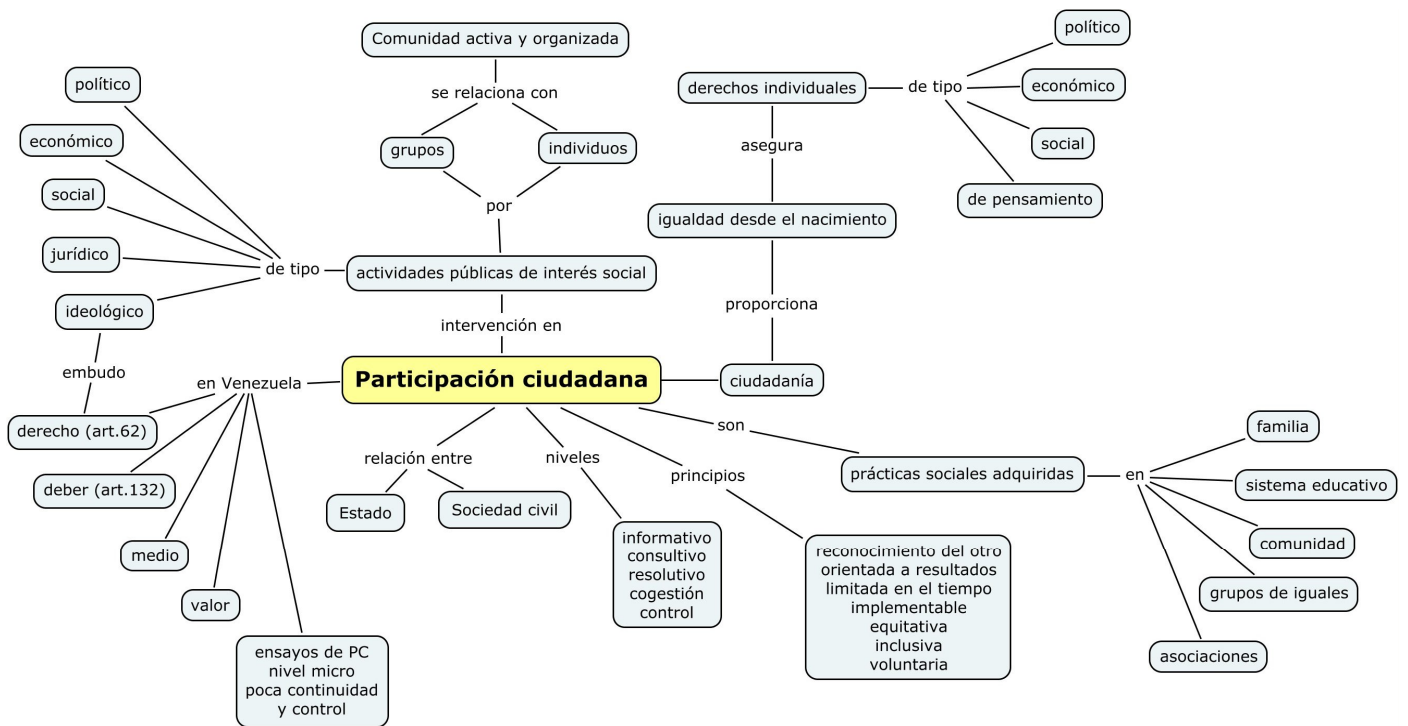 Comunidad activa y organizada
se relaciona con
grupos
individuos
por
actividades públicas de interés social
de tipo
político
económico
social
jurídico
ideológico
embudo
intervención en
derechos individuales
de tipo
político
económico
social
de pensamiento
asegura
igualdad desde el nacimiento
proporciona
ciudadanía
Participación ciudadana
en Venezuela
derecho (art.62)
deber (art.132)
medio
valor
ensayos de PC
nivel micro
poca continuidad
y control
relación entre
Estado
Sociedad civil
niveles
informativo
consultivo
resolutivo
cogestión
control
principios
reconocimiento del otro
orientada a resultados
limitada en el tiempo
implementable
equitativa
inclusiva
voluntaria
son
prácticas sociales adquiridas
en
familia
sistema educativo
comunidad
grupos de iguales
asociaciones